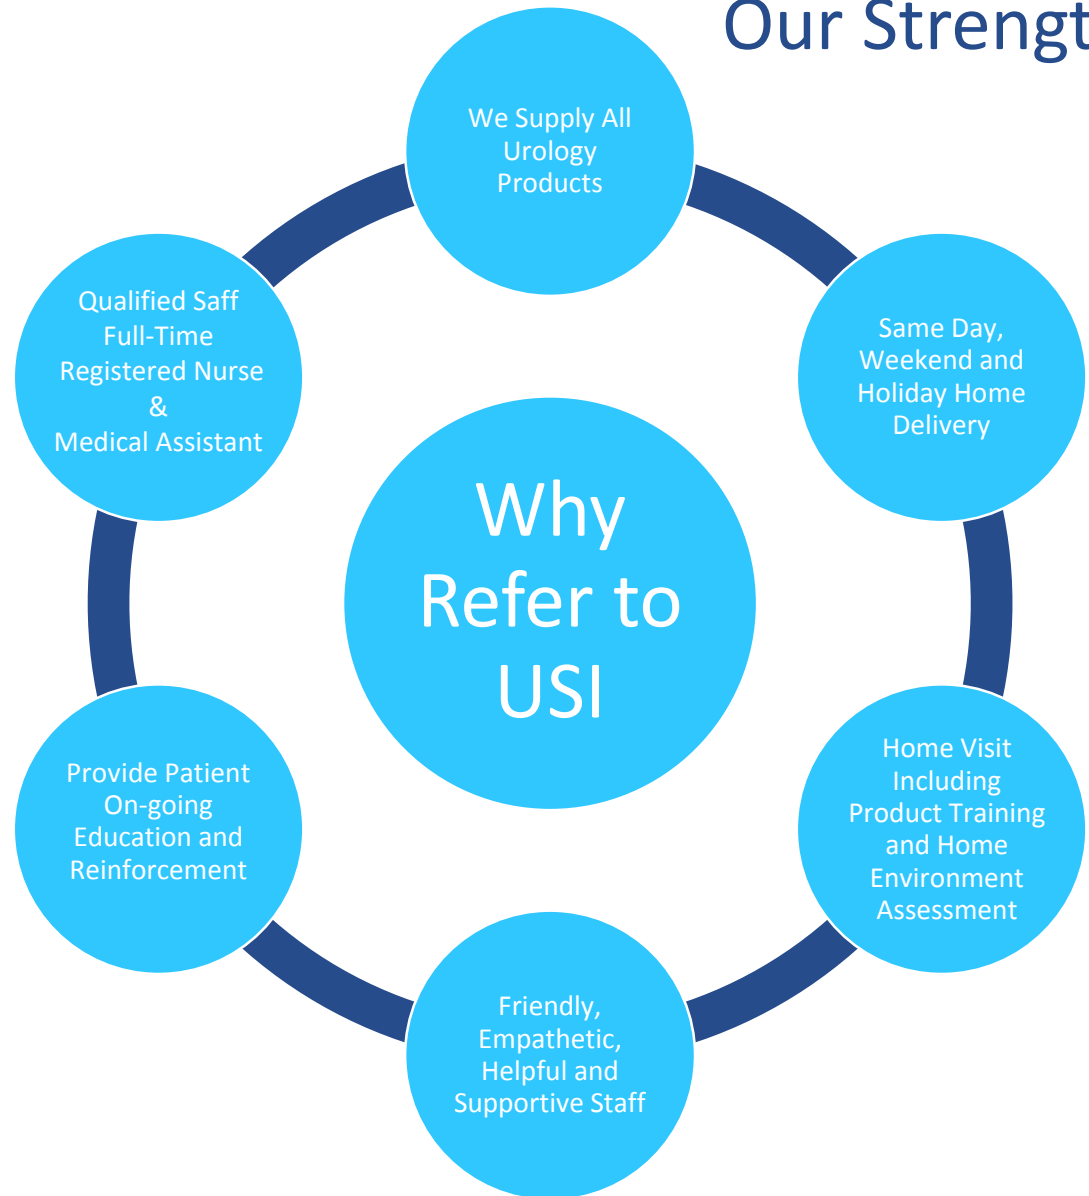 Our Strengt
We Supply All
Urology
Products
Same Day,
Weekend and
Holiday Home
Delivery
Home Visit
Including
Product Training
and Home
Environment
Assessment
Friendly,
Empathetic,
Helpful and
Supportive Staff
Provide Patient
On-going
Education and
Reinforcement
Qualified Saff
Full-Time
Registered Nurse
&
Medical Assistant
Why
Refer to
USI